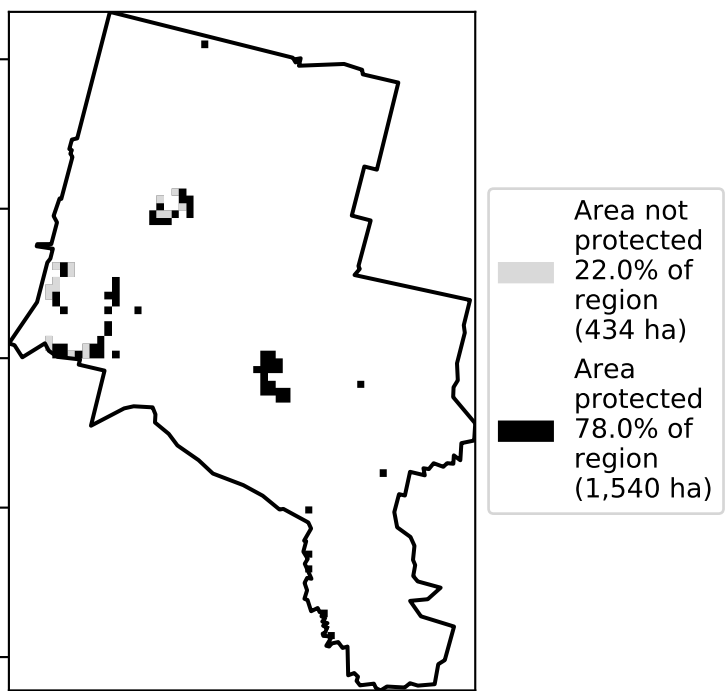 Area not
protected
22.0% of
region
(434 ha)
Area
protected
78.0% of
region
(1,540 ha)